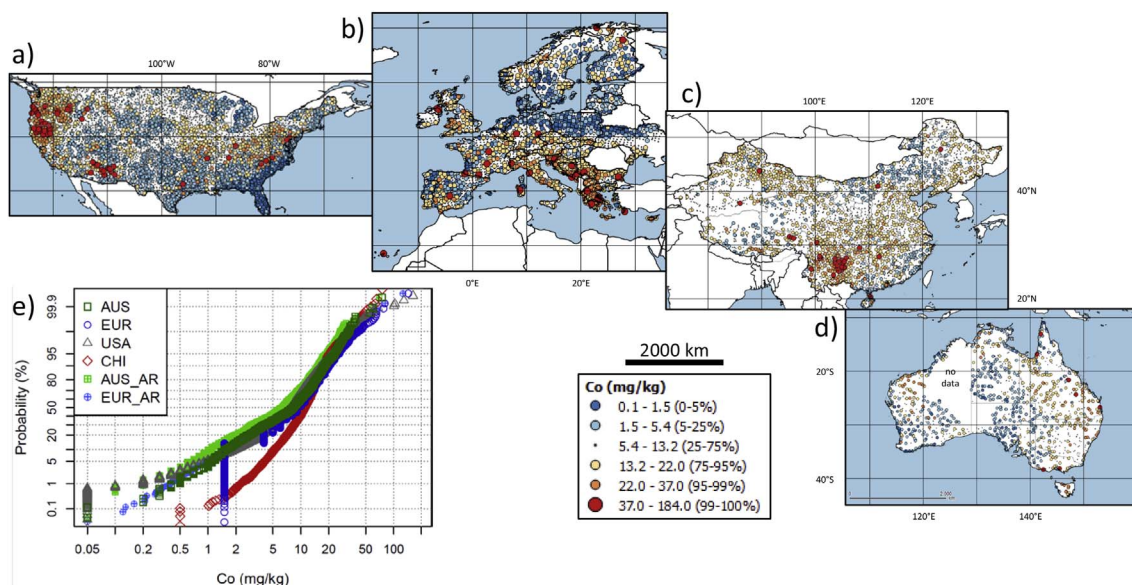 a)
100°W
80°W
b)
0°E
20°E
c)
100°E
120°E
40°N
20°N
d)
no
data
20°S
40°S
120°E
140°E
e)
AUS
EUR
USA
CHI
AUS_AR
EUR_AR
Probability (%)
99.9
95
80
50
20
5
1
0.1
0.05
0.2
0.5
1
2
5
10
20
50
100
Co (mg/kg)
2000 km
Co (mg/kg)
0.1 - 1.5 (0-5%)
1.5 - 5.4 (5-25%)
5.4 - 13.2 (25-75%)
13.2 - 22.0 (75-95%)
22.0 - 37.0 (95-99%)
37.0 - 184.0 (99-100%)